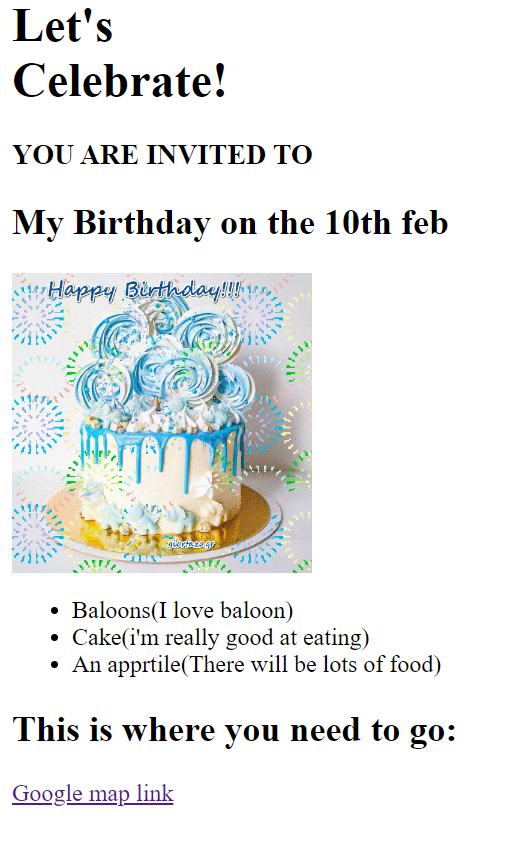 Let's
Celebrate!
YOU ARE INVITED TO
My Birthday on the 10th feb
Happy Birthday!!!
giortazo.gr
Baloons(I love baloon)
Cake(i'm really good at eating)
An apprtile(There will be lots of food)
This is where you need to go:
Google map link